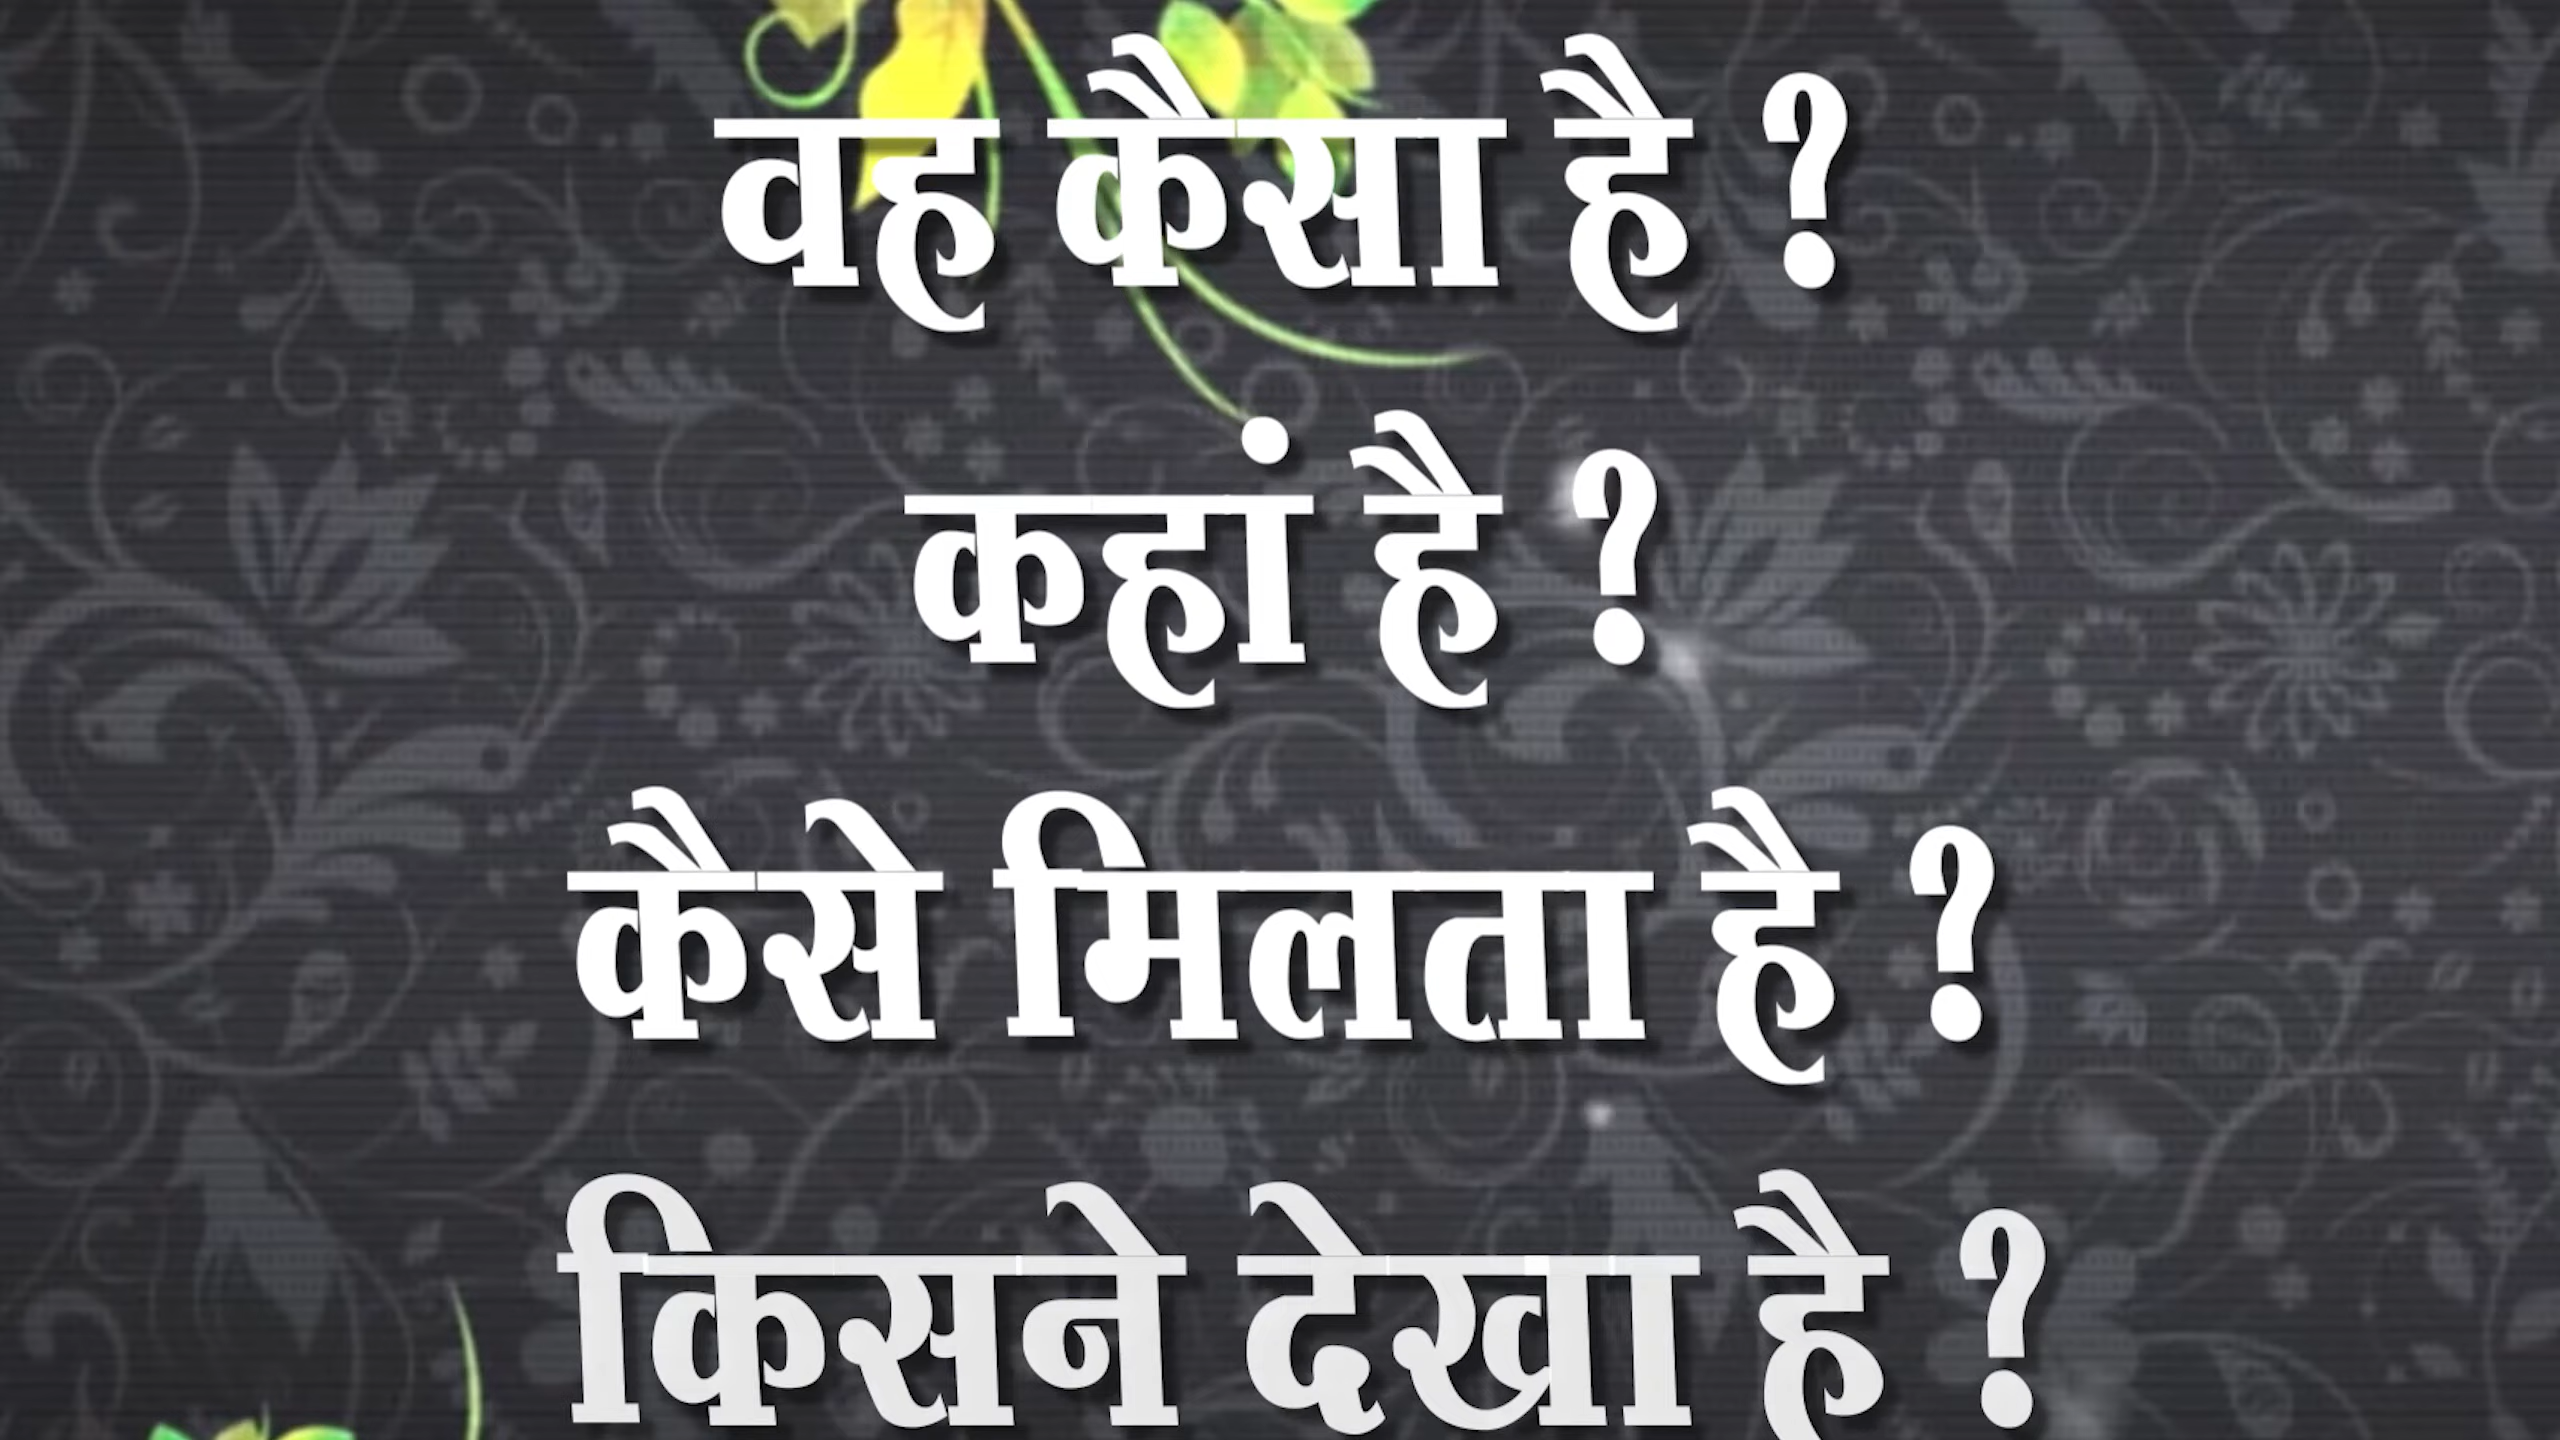 वह कैसा है ?
कहां है ?
कैसे मिलता है ?
किसने देखा है ?